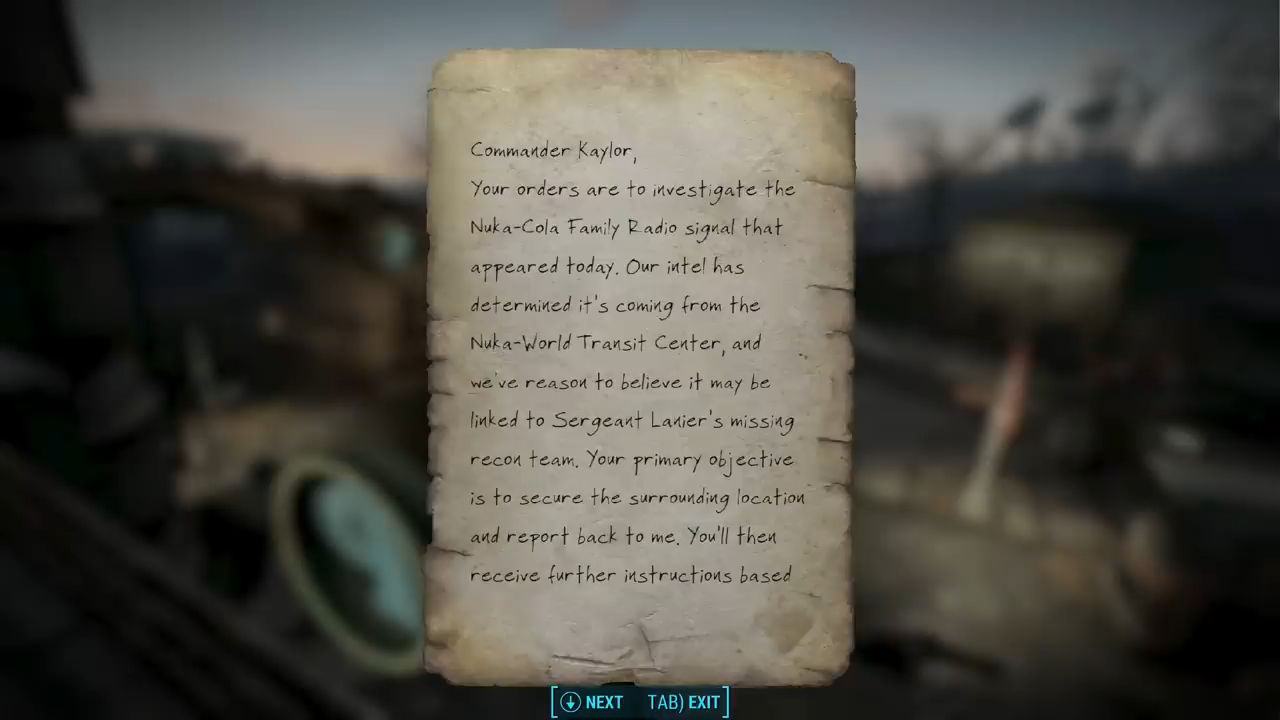 Commander Kaylor,
Your orders are to investigate the
Nuka-Cola Family Radio signal that
appeared today. Our intel has
determined it's coming from the
Nuka-World Transit Center, and
we've reason to believe it may be
linked to Sergeant Lanier's missing
recon team. Your primary objective
is to secure the surrounding location
and report back to me. You'll then
receive further instructions based
NEXT TAB) EXIT